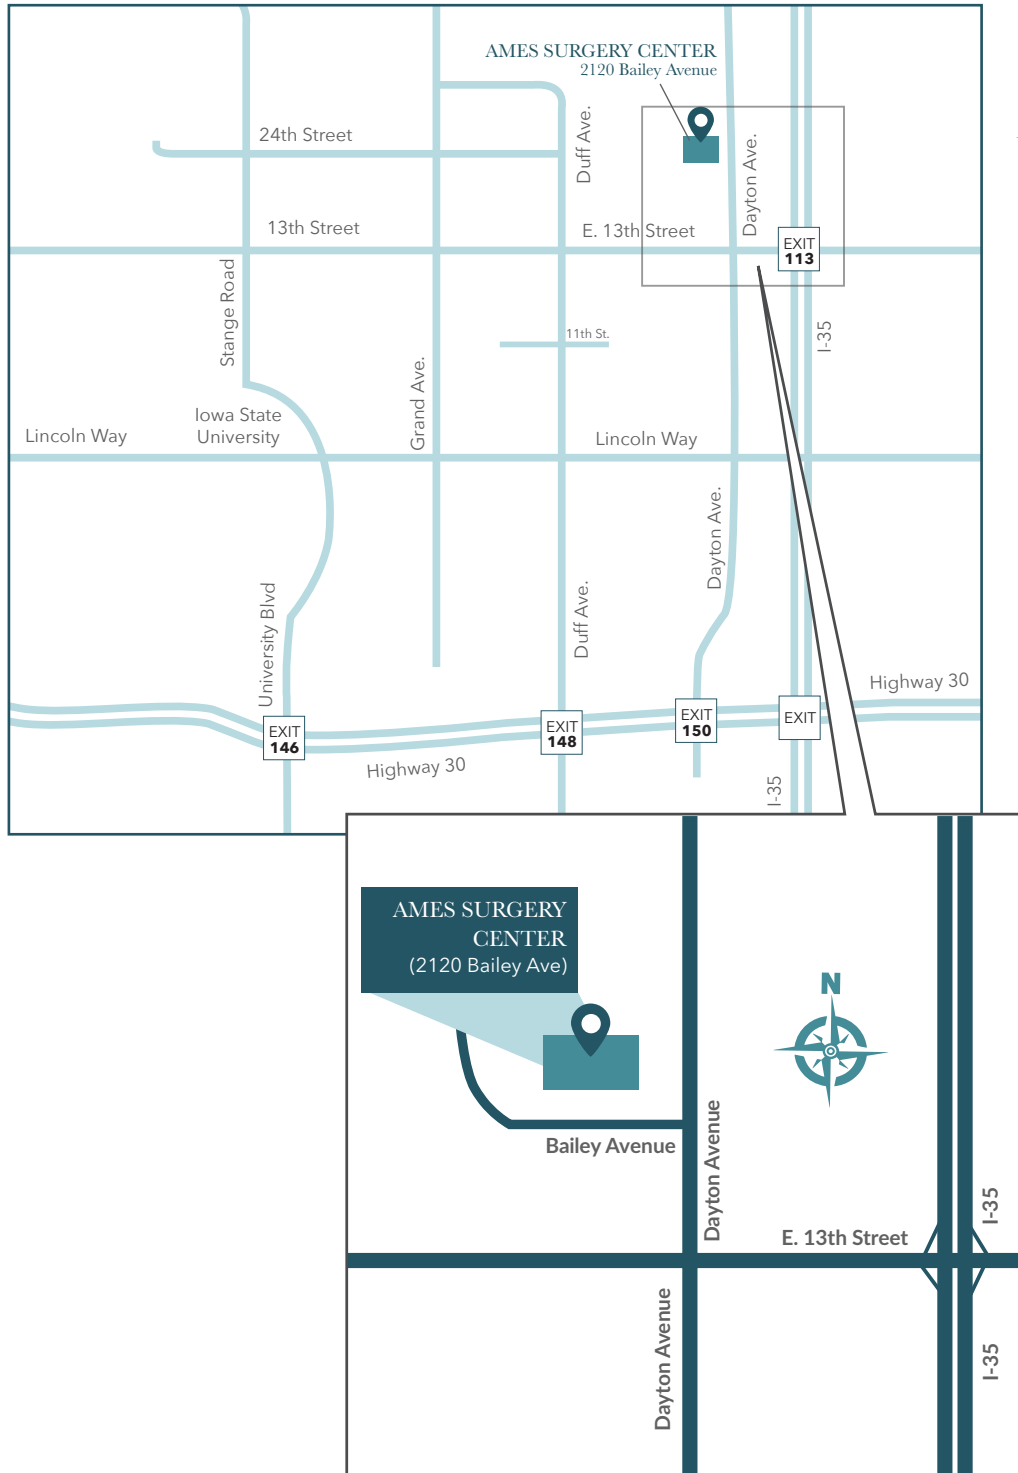 AMES SURGERY CENTER
2120 Bailey Avenue
24th Street
Duff Ave.
Dayton Ave.
13th Street
E. 13th Street
EXIT
113
Stange Road
I-35
11th St.
Grand Ave.
Iowa State
University
Lincoln Way
Lincoln Way
Dayton Ave.
University Blvd
Duff Ave.
Highway 30
EXIT
146
EXIT
148
EXIT
150
EXIT
Highway 30
I-35
AMES SURGERY
CENTER
(2120 Bailey Ave)
N
Bailey Avenue
Dayton Avenue
I-35
E. 13th Street
Dayton Avenue
I-35